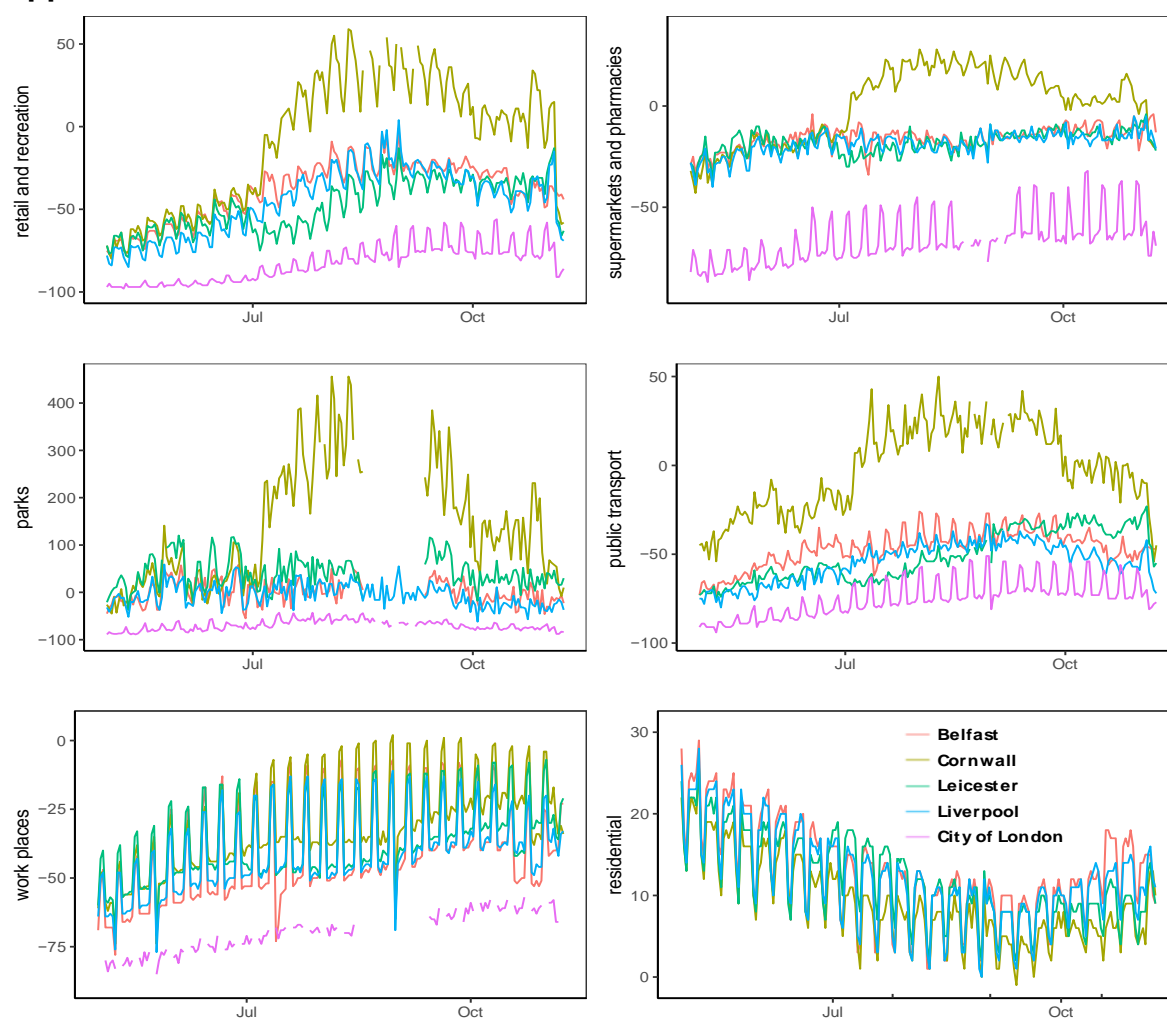 retail and recreation
50
0
−50
−100
Jul
Oct
supermarkets and pharmacies
0
−50
Jul
Oct
parks
400
300
200
100
0
−100
Jul
Oct
public transport
50
0
−50
−100
Jul
Oct
work places
0
−25
−50
−75
Jul
Oct
residential
30
20
10
0
Jul
Oct
Belfast
Cornwall
Leicester
Liverpool
City of London